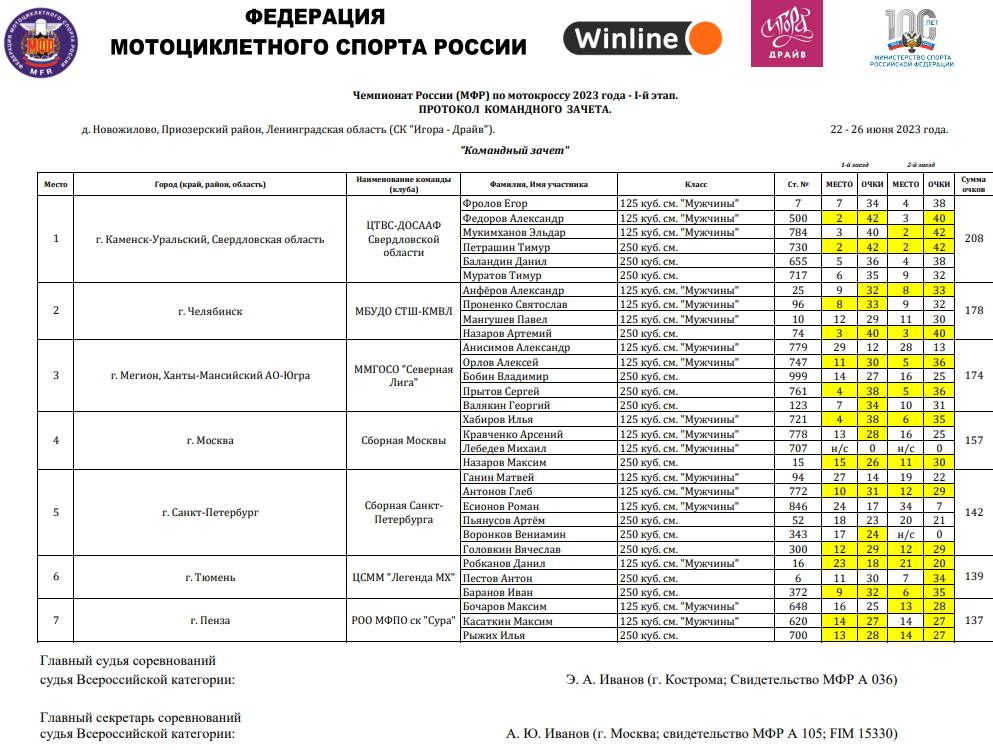 ФЕДЕРАЦИЯ
МОТОЦИКЛЕТНОГО СПОРТА РОССИИ
МФР
MFR
Winline
ИГОРА
ДРАЙВ
100 ЛЕТ
МИНИСТЕРСТВО СПОРТА
РОССИЙСКОЙ ФЕДЕРАЦИИ
Чемпионат России (МФР) по мотокроссу 2023 года - I-й этап.
ПРОТОКОЛ КОМАНДНОГО ЗАЧЕТА.
д. Новожилово, Приозерский район, Ленинградская область (СК "Игора - Драйв"). 22 - 26 июня 2023 года.
"Командный зачет"
1-й заезд 2-й заезд
Место Город (край, район, область) Наименование команды (клуба) Фамилия, Имя участника Класс Ст. № МЕСТО ОЧКИ МЕСТО ОЧКИ Сумма очков
1 г. Каменск-Уральский, Свердловская область ЦТВС-ДОСААФ Свердловской области 208
Фролов Егор 125 куб. см. "Мужчины" 7 7 34 4 38
Федоров Александр 125 куб. см. "Мужчины" 500 2 42 3 40
Мукимханов Эльдар 125 куб. см. "Мужчины" 784 3 40 2 42
Петрашин Тимур 250 куб. см. 730 2 42 2 42
Баландин Данил 250 куб. см. 655 5 36 4 38
Муратов Тимур 250 куб. см. 717 6 35 9 32
2 г. Челябинск МБУДО СТШ-КМВЛ 178
Анфёров Александр 125 куб. см. "Мужчины" 25 9 32 8 33
Проненко Святослав 125 куб. см. "Мужчины" 96 8 33 9 32
Мангушев Павел 125 куб. см. "Мужчины" 10 12 29 11 30
Назаров Артемий 250 куб. см. 74 3 40 3 40
3 г. Мегион, Ханты-Мансийский АО-Югра ММГОСО "Северная Лига" 174
Анисимов Александр 125 куб. см. "Мужчины" 779 29 12 28 13
Орлов Алексей 125 куб. см. "Мужчины" 747 11 30 5 36
Бобин Владимир 250 куб. см. 999 14 27 16 25
Прытов Сергей 250 куб. см. 761 4 38 5 36
Валякин Георгий 250 куб. см. 123 7 34 10 31
4 г. Москва Сборная Москвы 157
Хабиров Илья 125 куб. см. "Мужчины" 721 4 38 6 35
Кравченко Арсений 125 куб. см. "Мужчины" 778 13 28 16 25
Лебедев Михаил 125 куб. см. "Мужчины" 707 н/с 0 н/с 0
Назаров Максим 250 куб. см. 15 15 26 11 30
5 г. Санкт-Петербург Сборная Санкт-Петербурга 142
Ганин Матвей 125 куб. см. "Мужчины" 94 27 14 19 22
Антонов Глеб 125 куб. см. "Мужчины" 772 10 31 12 29
Есионов Роман 125 куб. см. "Мужчины" 846 24 17 34 7
Пьянусов Артём 250 куб. см. 52 18 23 20 21
Воронков Вениамин 250 куб. см. 343 17 24 н/с 0
Головкин Вячеслав 250 куб. см. 300 12 29 12 29
6 г. Тюмень ЦСММ "Легенда МХ" 139
Робканов Данил 125 куб. см. "Мужчины" 16 23 18 21 20
Пестов Антон 250 куб. см. 6 11 30 7 34
Баранов Иван 250 куб. см. 372 9 32 6 35
7 г. Пенза РОО МФПО ск "Сура" 137
Бочаров Максим 125 куб. см. "Мужчины" 648 16 25 13 28
Касаткин Максим 125 куб. см. "Мужчины" 620 14 27 14 27
Рыжих Илья 250 куб. см. 700 13 28 14 27
Главный судья соревнований
судья Всероссийской категории: Э. А. Иванов (г. Кострома; Свидетельство МФР А 036)
Главный секретарь соревнований
судья Всероссийской категории: А. Ю. Иванов (г. Москва; свидетельство МФР А 105; FIM 15330)